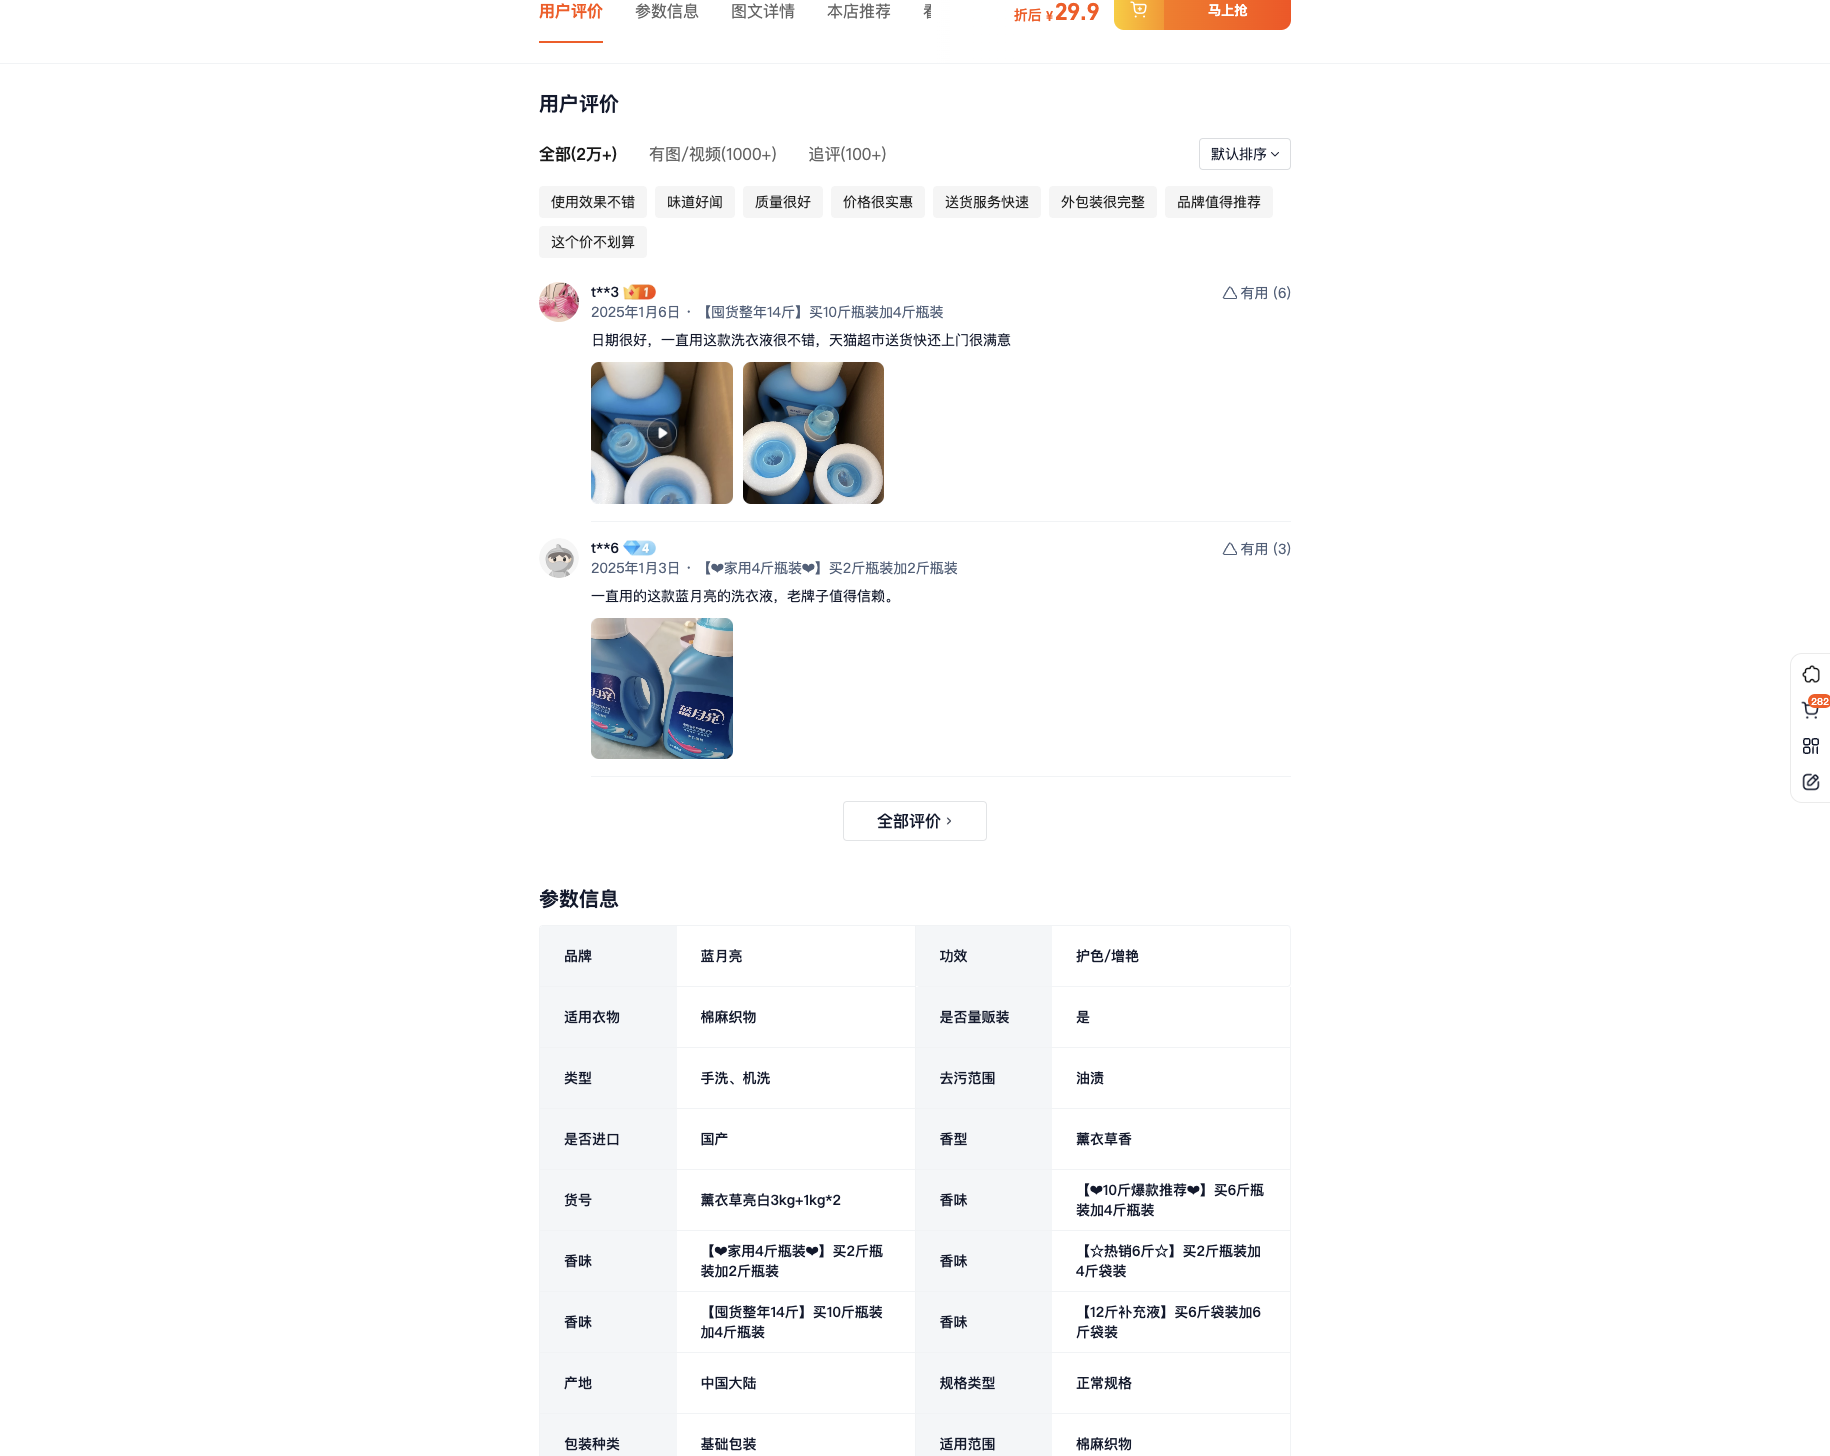 用户评价 参数信息 图文详情 本店推荐
折后 ¥29.9 马上抢
用户评价
全部(2万+) 有图/视频(1000+) 追评(100+) 默认排序
使用效果不错 味道好闻 质量很好 价格很实惠 送货服务快速 外包装很完整 品牌值得推荐
这个价不划算
t**3 1 有用 (6)
2025年1月6日 · 【囤货整年14斤】买10斤瓶装加4斤瓶装
日期很好，一直用这款洗衣液很不错，天猫超市送货快还上门很满意
t**6 4 有用 (3)
2025年1月3日 · 【❤家用4斤瓶装❤】买2斤瓶装加2斤瓶装
一直用的这款蓝月亮的洗衣液，老牌子值得信赖。
月亮
蓝月亮
282
全部评价 ›
参数信息
品牌 蓝月亮 功效 护色/增艳
适用衣物 棉麻织物 是否量贩装 是
类型 手洗、机洗 去污范围 油渍
是否进口 国产 香型 薰衣草香
货号 薰衣草亮白3kg+1kg*2 香味 【❤10斤爆款推荐❤】买6斤瓶
装加4斤瓶装
香味 【❤家用4斤瓶装❤】买2斤瓶
装加2斤瓶装
香味 【☆热销6斤☆】买2斤瓶装加
4斤袋装
香味 【囤货整年14斤】买10斤瓶装
加4斤瓶装
香味 【12斤补充液】买6斤袋装加6
斤袋装
产地 中国大陆 规格类型 正常规格
包装种类 基础包装 适用范围 棉麻织物